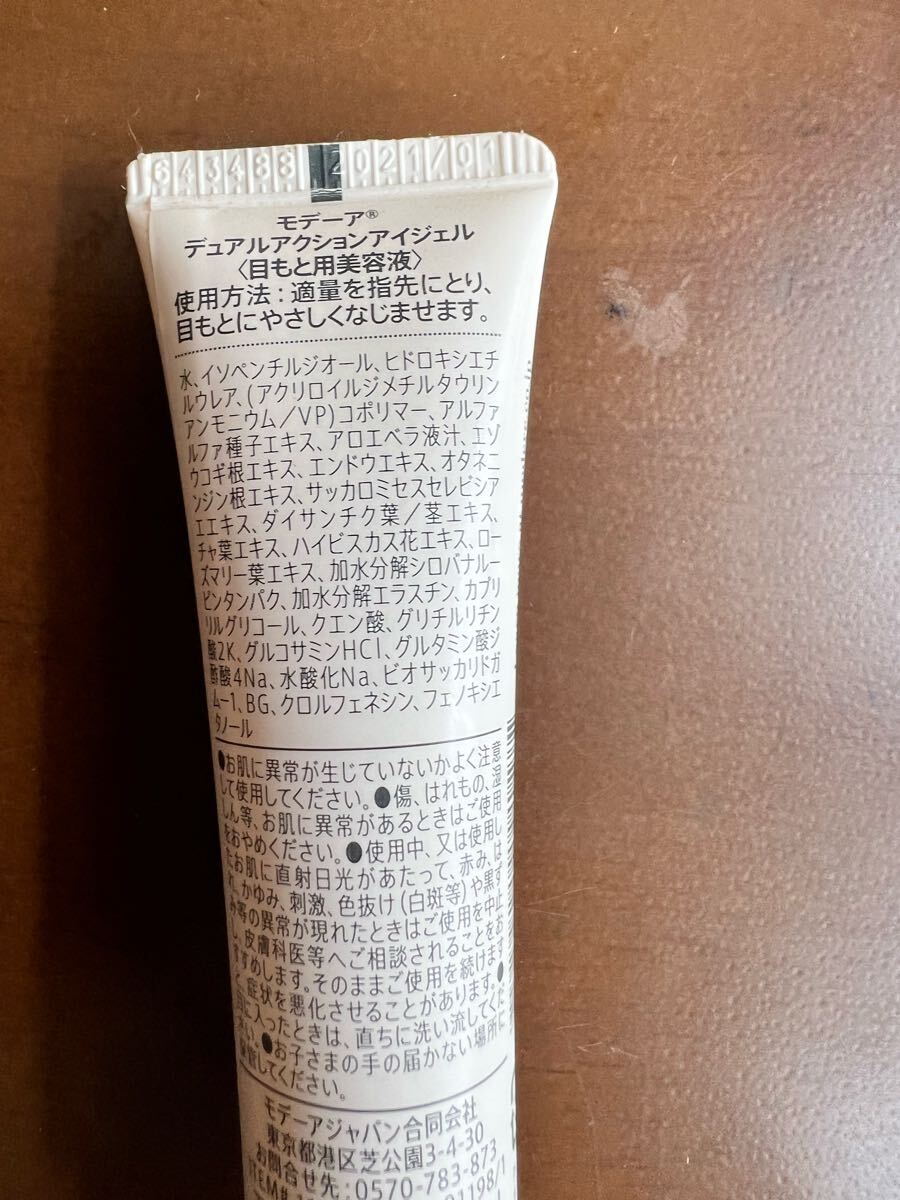 643488 2021/01
モデーア®
デュアルアクションアイジェル
〈目もと用美容液〉
使用方法:適量を指先にとり、
目もとにやさしくなじませます。
水、イソペンチルジオール、ヒドロキシエチ
ルウレア、(アクリロイルジメチルタウリン
アンモニウム/VP)コポリマー、アルファ
ルファ種子エキス、アロエベラ液汁、エゾ
ウコギ根エキス、エンドウエキス、オタネニ
ンジン根エキス、サッカロミセスセレビシア
エエキス、ダイサンチク葉/茎エキス、
チャ葉エキス、ハイビスカス花エキス、ロー
ズマリー葉エキス、加水分解シロバナルー
ピンタンパク、加水分解エラスチン、カプリ
リルグリコール、クエン酸、グリチルリチン
酸2K、グルコサミンHCl、グルタミン酸ジ
酢酸4Na、水酸化Na、ビオサッカリドガ
ム-1、BG、クロルフェネシン、フェノキシエ
タノール
●お肌に異常が生じていないかよく注意
して使用してください。●傷、はれもの、湿
しん等、お肌に異常があるときはご使用
をおやめください。●使用中、又は使用し
たお肌に直射日光があたって、赤み、は
れ、かゆみ、刺激、色抜け(白斑等)や黒ず
み等の異常が現れたときはご使用を中止
し、皮膚科医等へご相談されることをお
すすめします。そのままご使用を続けます
と、症状を悪化させることがあります。●
目に入ったときは、直ちに洗い流してくだ
さい。●お子さまの手の届かない場所に
保管してください。
モデーアジャパン合同会社
東京都港区芝公園3-4-30
お問合せ先:0570-783-873
ITEM#
01198/1